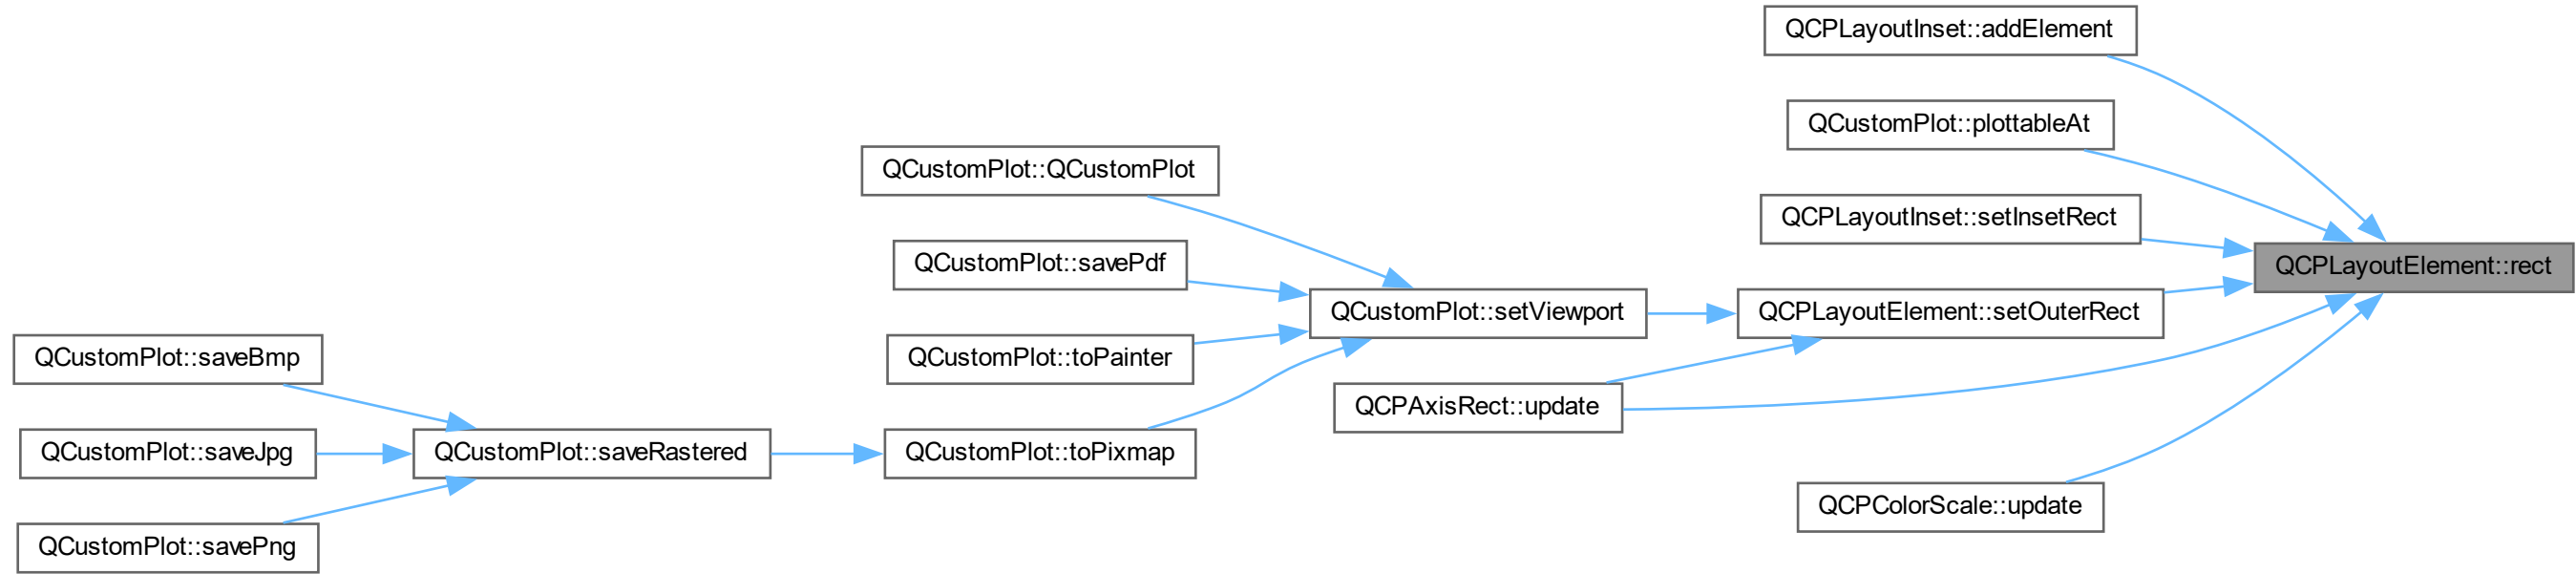 QCPLayoutInset::addElement
QCustomPlot::plottableAt
QCustomPlot::QCustomPlot
QCPLayoutInset::setInsetRect
QCustomPlot::savePdf
QCPLayoutElement::rect
QCustomPlot::setViewport
QCPLayoutElement::setOuterRect
QCustomPlot::saveBmp
QCustomPlot::toPainter
QCPAxisRect::update
QCustomPlot::saveJpg
QCustomPlot::saveRastered
QCustomPlot::toPixmap
QCPColorScale::update
QCustomPlot::savePng